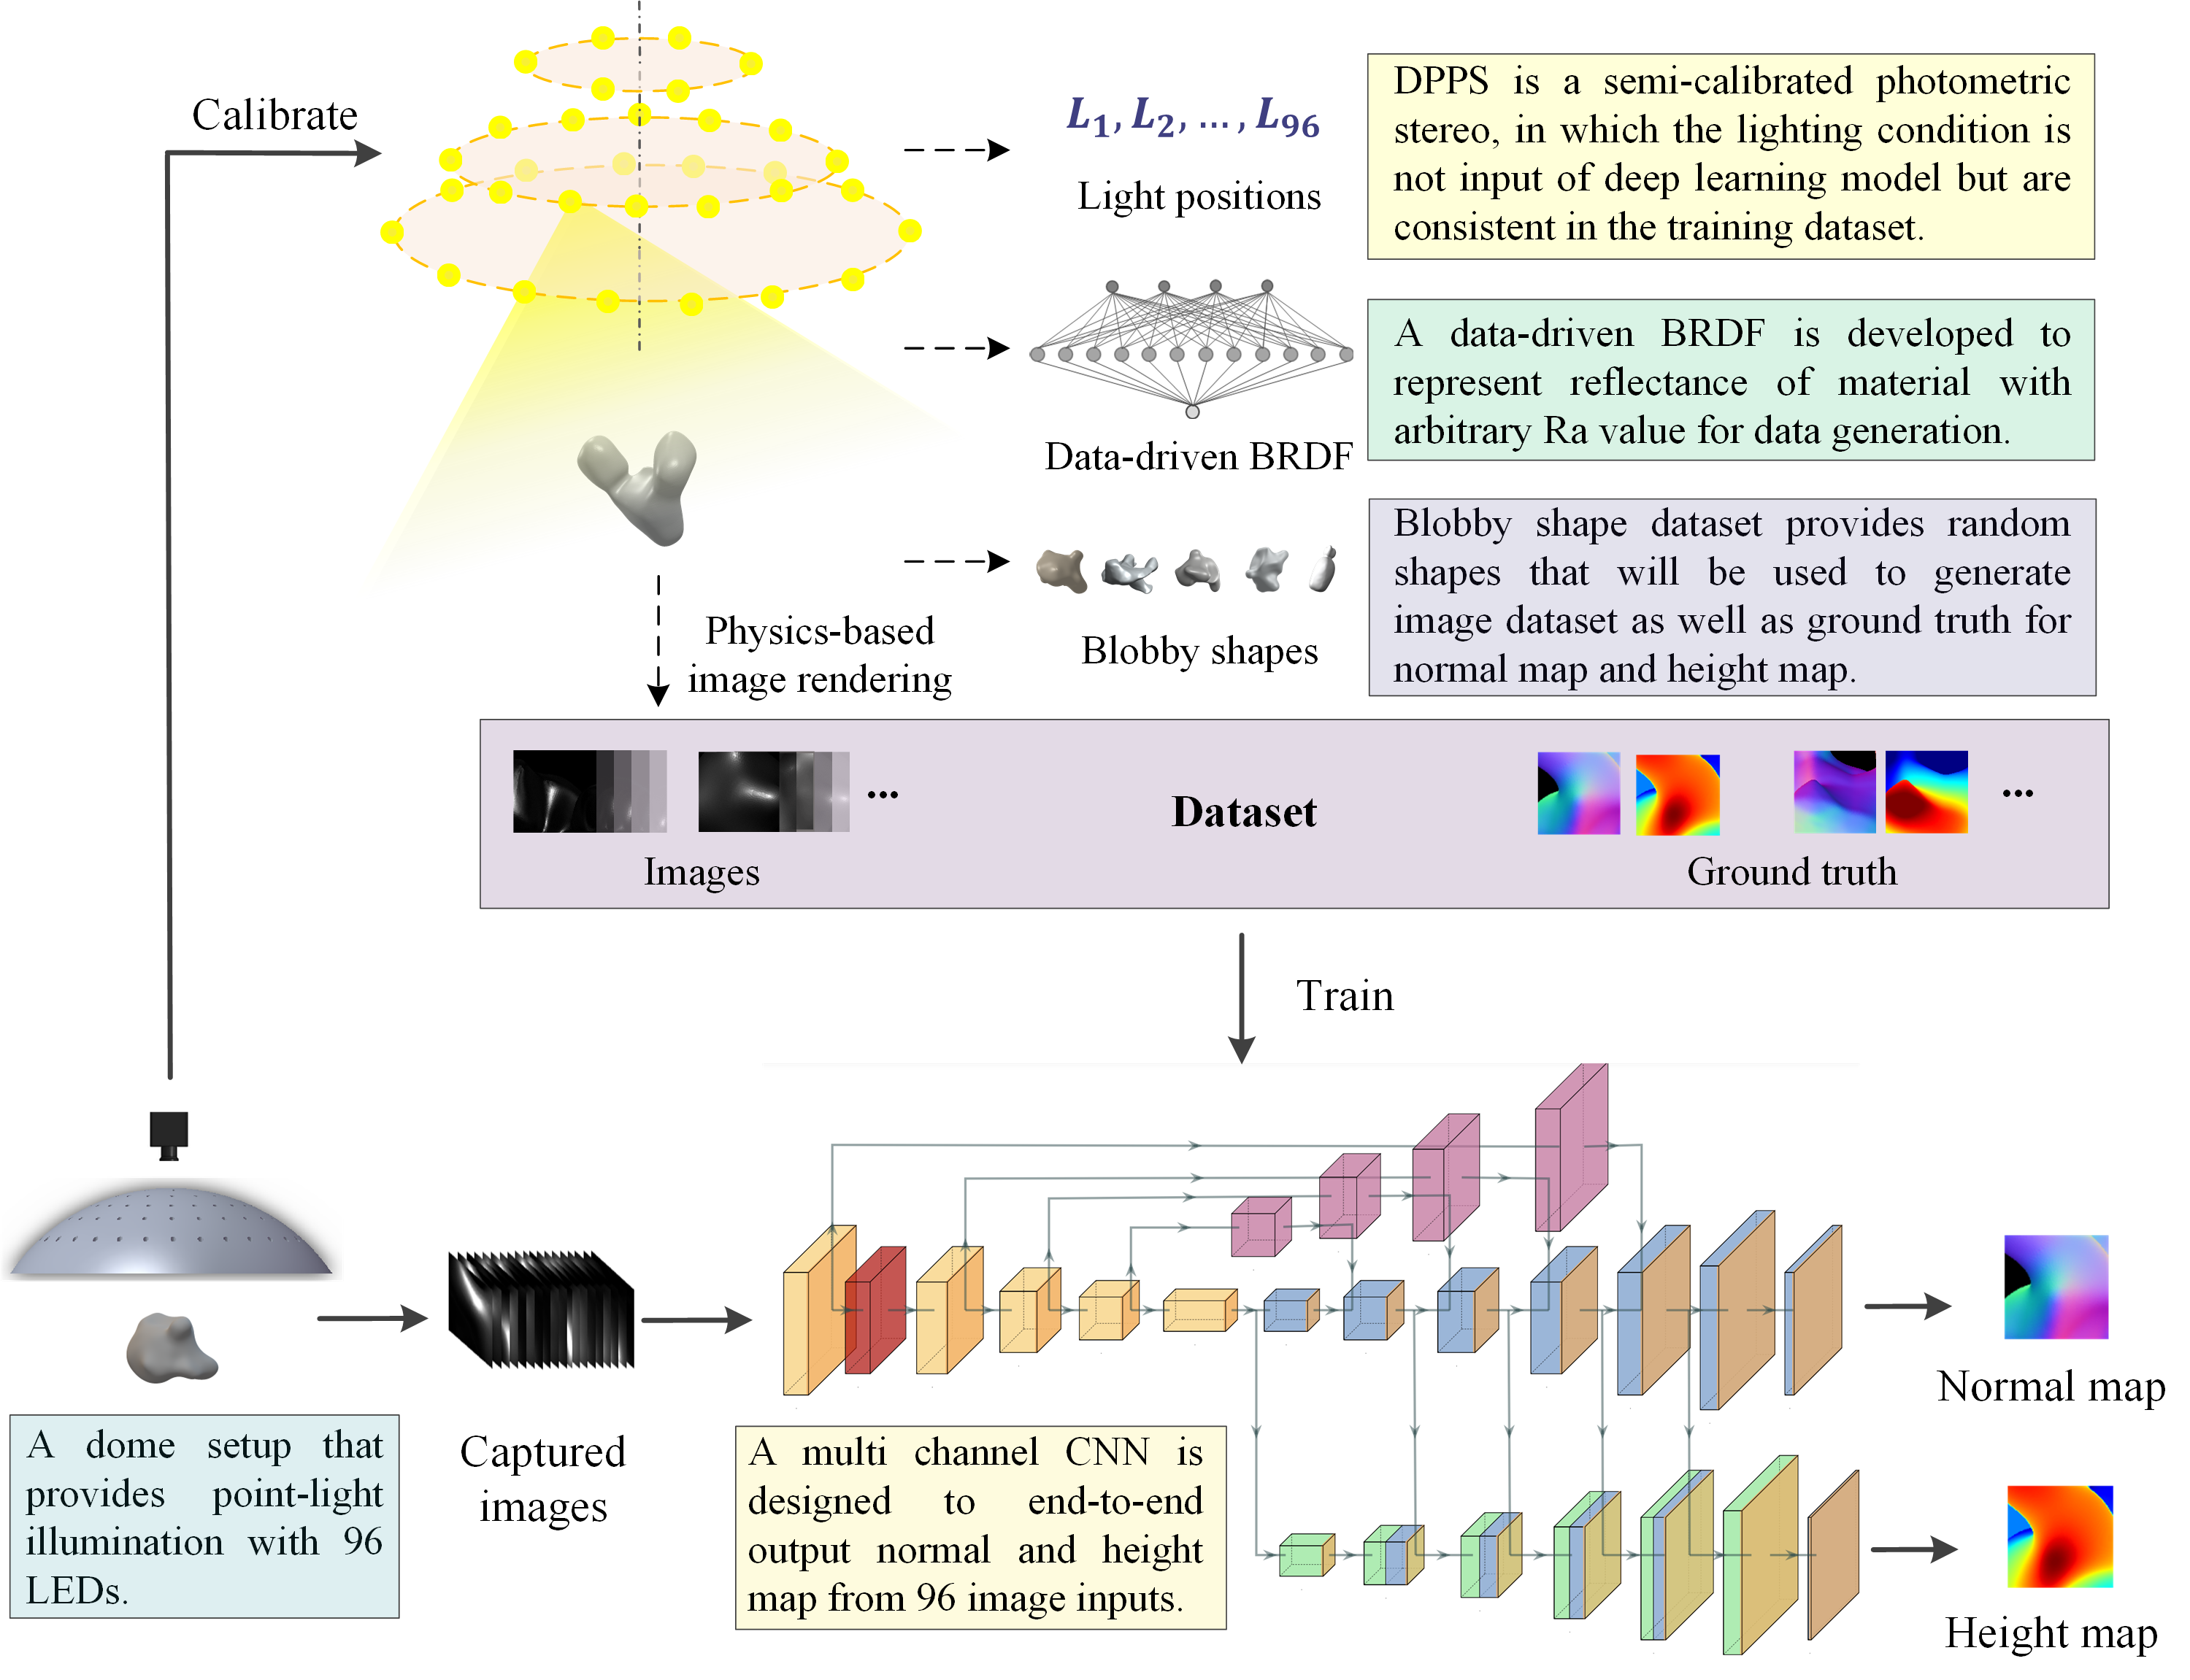 Calibrate
L1, L2, ... , L96
Light positions
DPPS is a semi-calibrated photometric
stereo, in which the lighting condition is
not input of deep learning model but are
consistent in the training dataset.
Data-driven BRDF
A data-driven BRDF is developed to
represent reflectance of material with
arbitrary Ra value for data generation.
Physics-based
image rendering
Blobby shapes
Blobby shape dataset provides random
shapes that will be used to generate
image dataset as well as ground truth for
normal map and height map.
...
Images
Dataset
...
Ground truth
Train
A dome setup that
provides point-light
illumination with 96
LEDs.
Captured
images
A multi channel CNN is
designed to end-to-end
output normal and height
map from 96 image inputs.
Normal map
Height map